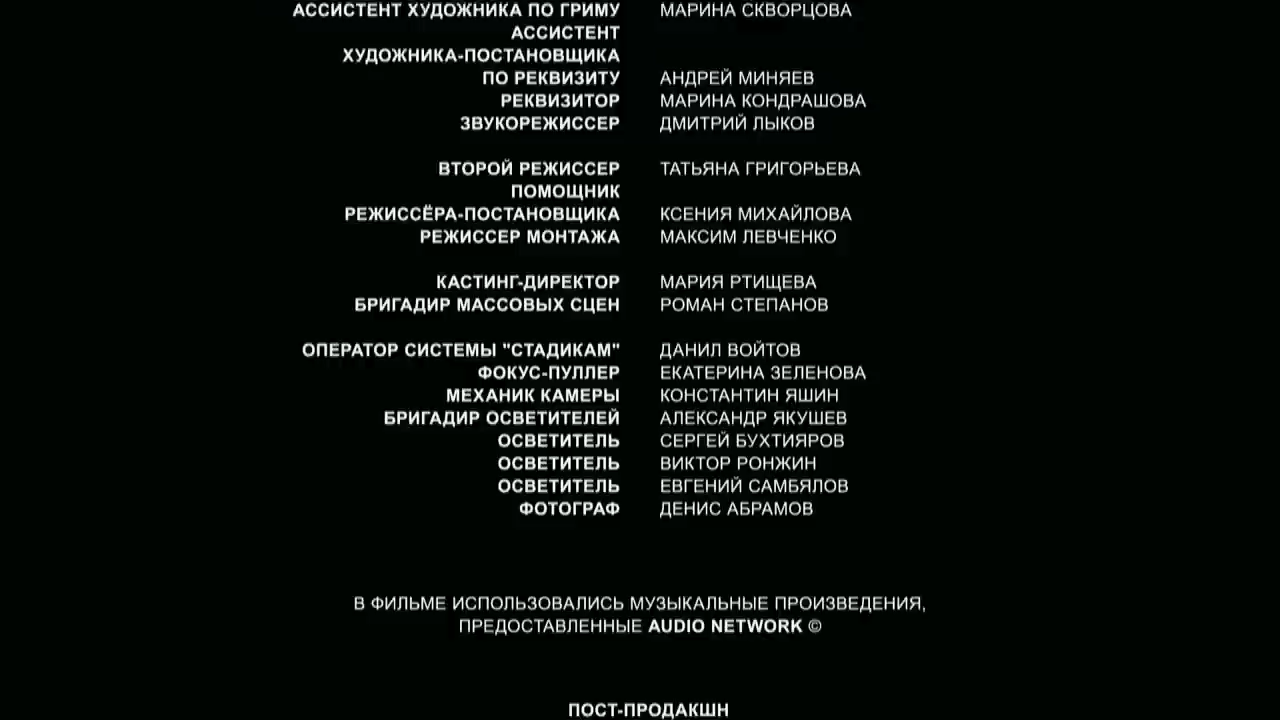 АССИСТЕНТ ХУДОЖНИКА ПО ГРИМУ МАРИНА СКВОРЦОВА
АССИСТЕНТ
ХУДОЖНИКА-ПОСТАНОВЩИКА
ПО РЕКВИЗИТУ АНДРЕЙ МИНЯЕВ
РЕКВИЗИТОР МАРИНА КОНДРАШОВА
ЗВУКОРЕЖИССЕР ДМИТРИЙ ЛЫКОВ
ВТОРОЙ РЕЖИССЕР ТАТЬЯНА ГРИГОРЬЕВА
ПОМОЩНИК
РЕЖИССЁРА-ПОСТАНОВЩИКА КСЕНИЯ МИХАЙЛОВА
РЕЖИССЕР МОНТАЖА МАКСИМ ЛЕВЧЕНКО
КАСТИНГ-ДИРЕКТОР МАРИЯ РТИЩЕВА
БРИГАДИР МАССОВЫХ СЦЕН РОМАН СТЕПАНОВ
ОПЕРАТОР СИСТЕМЫ "СТАДИКАМ" ДАНИЛ ВОЙТОВ
ФОКУС-ПУЛЛЕР ЕКАТЕРИНА ЗЕЛЕНОВА
МЕХАНИК КАМЕРЫ КОНСТАНТИН ЯШИН
БРИГАДИР ОСВЕТИТЕЛЕЙ АЛЕКСАНДР ЯКУШЕВ
ОСВЕТИТЕЛЬ СЕРГЕЙ БУХТИЯРОВ
ОСВЕТИТЕЛЬ ВИКТОР РОНЖИН
ОСВЕТИТЕЛЬ ЕВГЕНИЙ САМБЯЛОВ
ФОТОГРАФ ДЕНИС АБРАМОВ
В ФИЛЬМЕ ИСПОЛЬЗОВАЛИСЬ МУЗЫКАЛЬНЫЕ ПРОИЗВЕДЕНИЯ,
ПРЕДОСТАВЛЕННЫЕ AUDIO NETWORK ©
ПОСТ-ПРОДАКШН